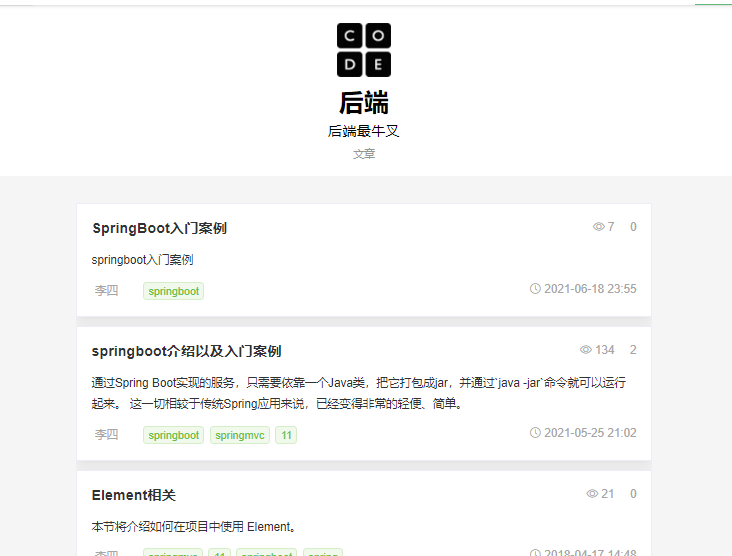 C O
D E
后端
后端最牛叉
文章
SpringBoot入门案例
7 0
springboot入门案例
李四 springboot 2021-06-18 23:55
springboot介绍以及入门案例
134 2
通过Spring Boot实现的服务，只需要依靠一个Java类，把它打包成jar，并通过`java -jar`命令就可以运行
起来。 这一切相较于传统Spring应用来说，已经变得非常的轻便、简单。
李四 springboot springmvc 11 2021-05-25 21:02
Element相关
21 0
本节将介绍如何在项目中使用 Element。
李四 springmvc 11 springboot spring 2018-04-17 14:48